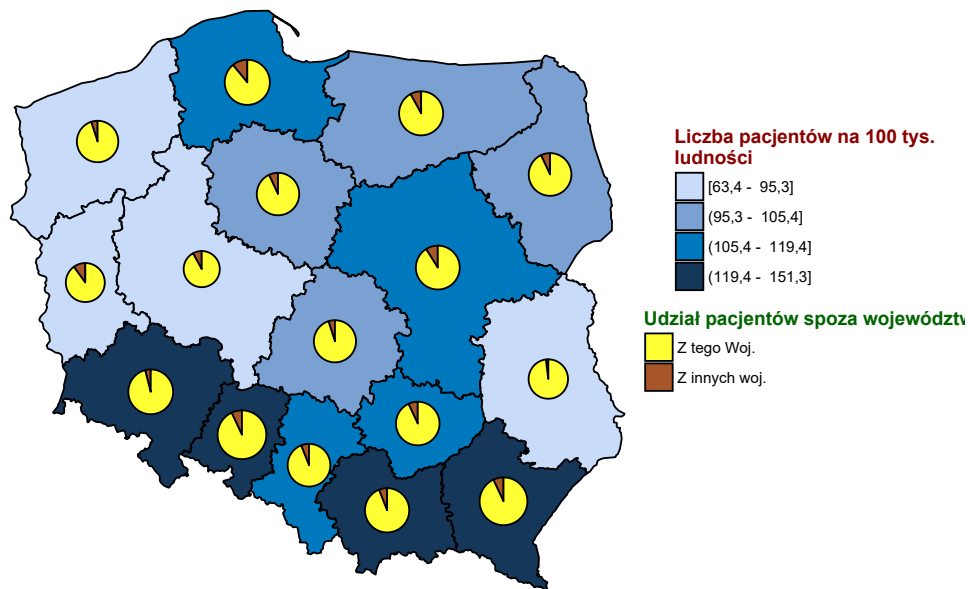 Liczba pacjentów na 100 tys.
ludności
[63,4 - 95,3]
(95,3 - 105,4]
(105,4 - 119,4]
(119,4 - 151,3]
Udział pacjentów spoza województw
Z tego Woj.
Z innych woj.